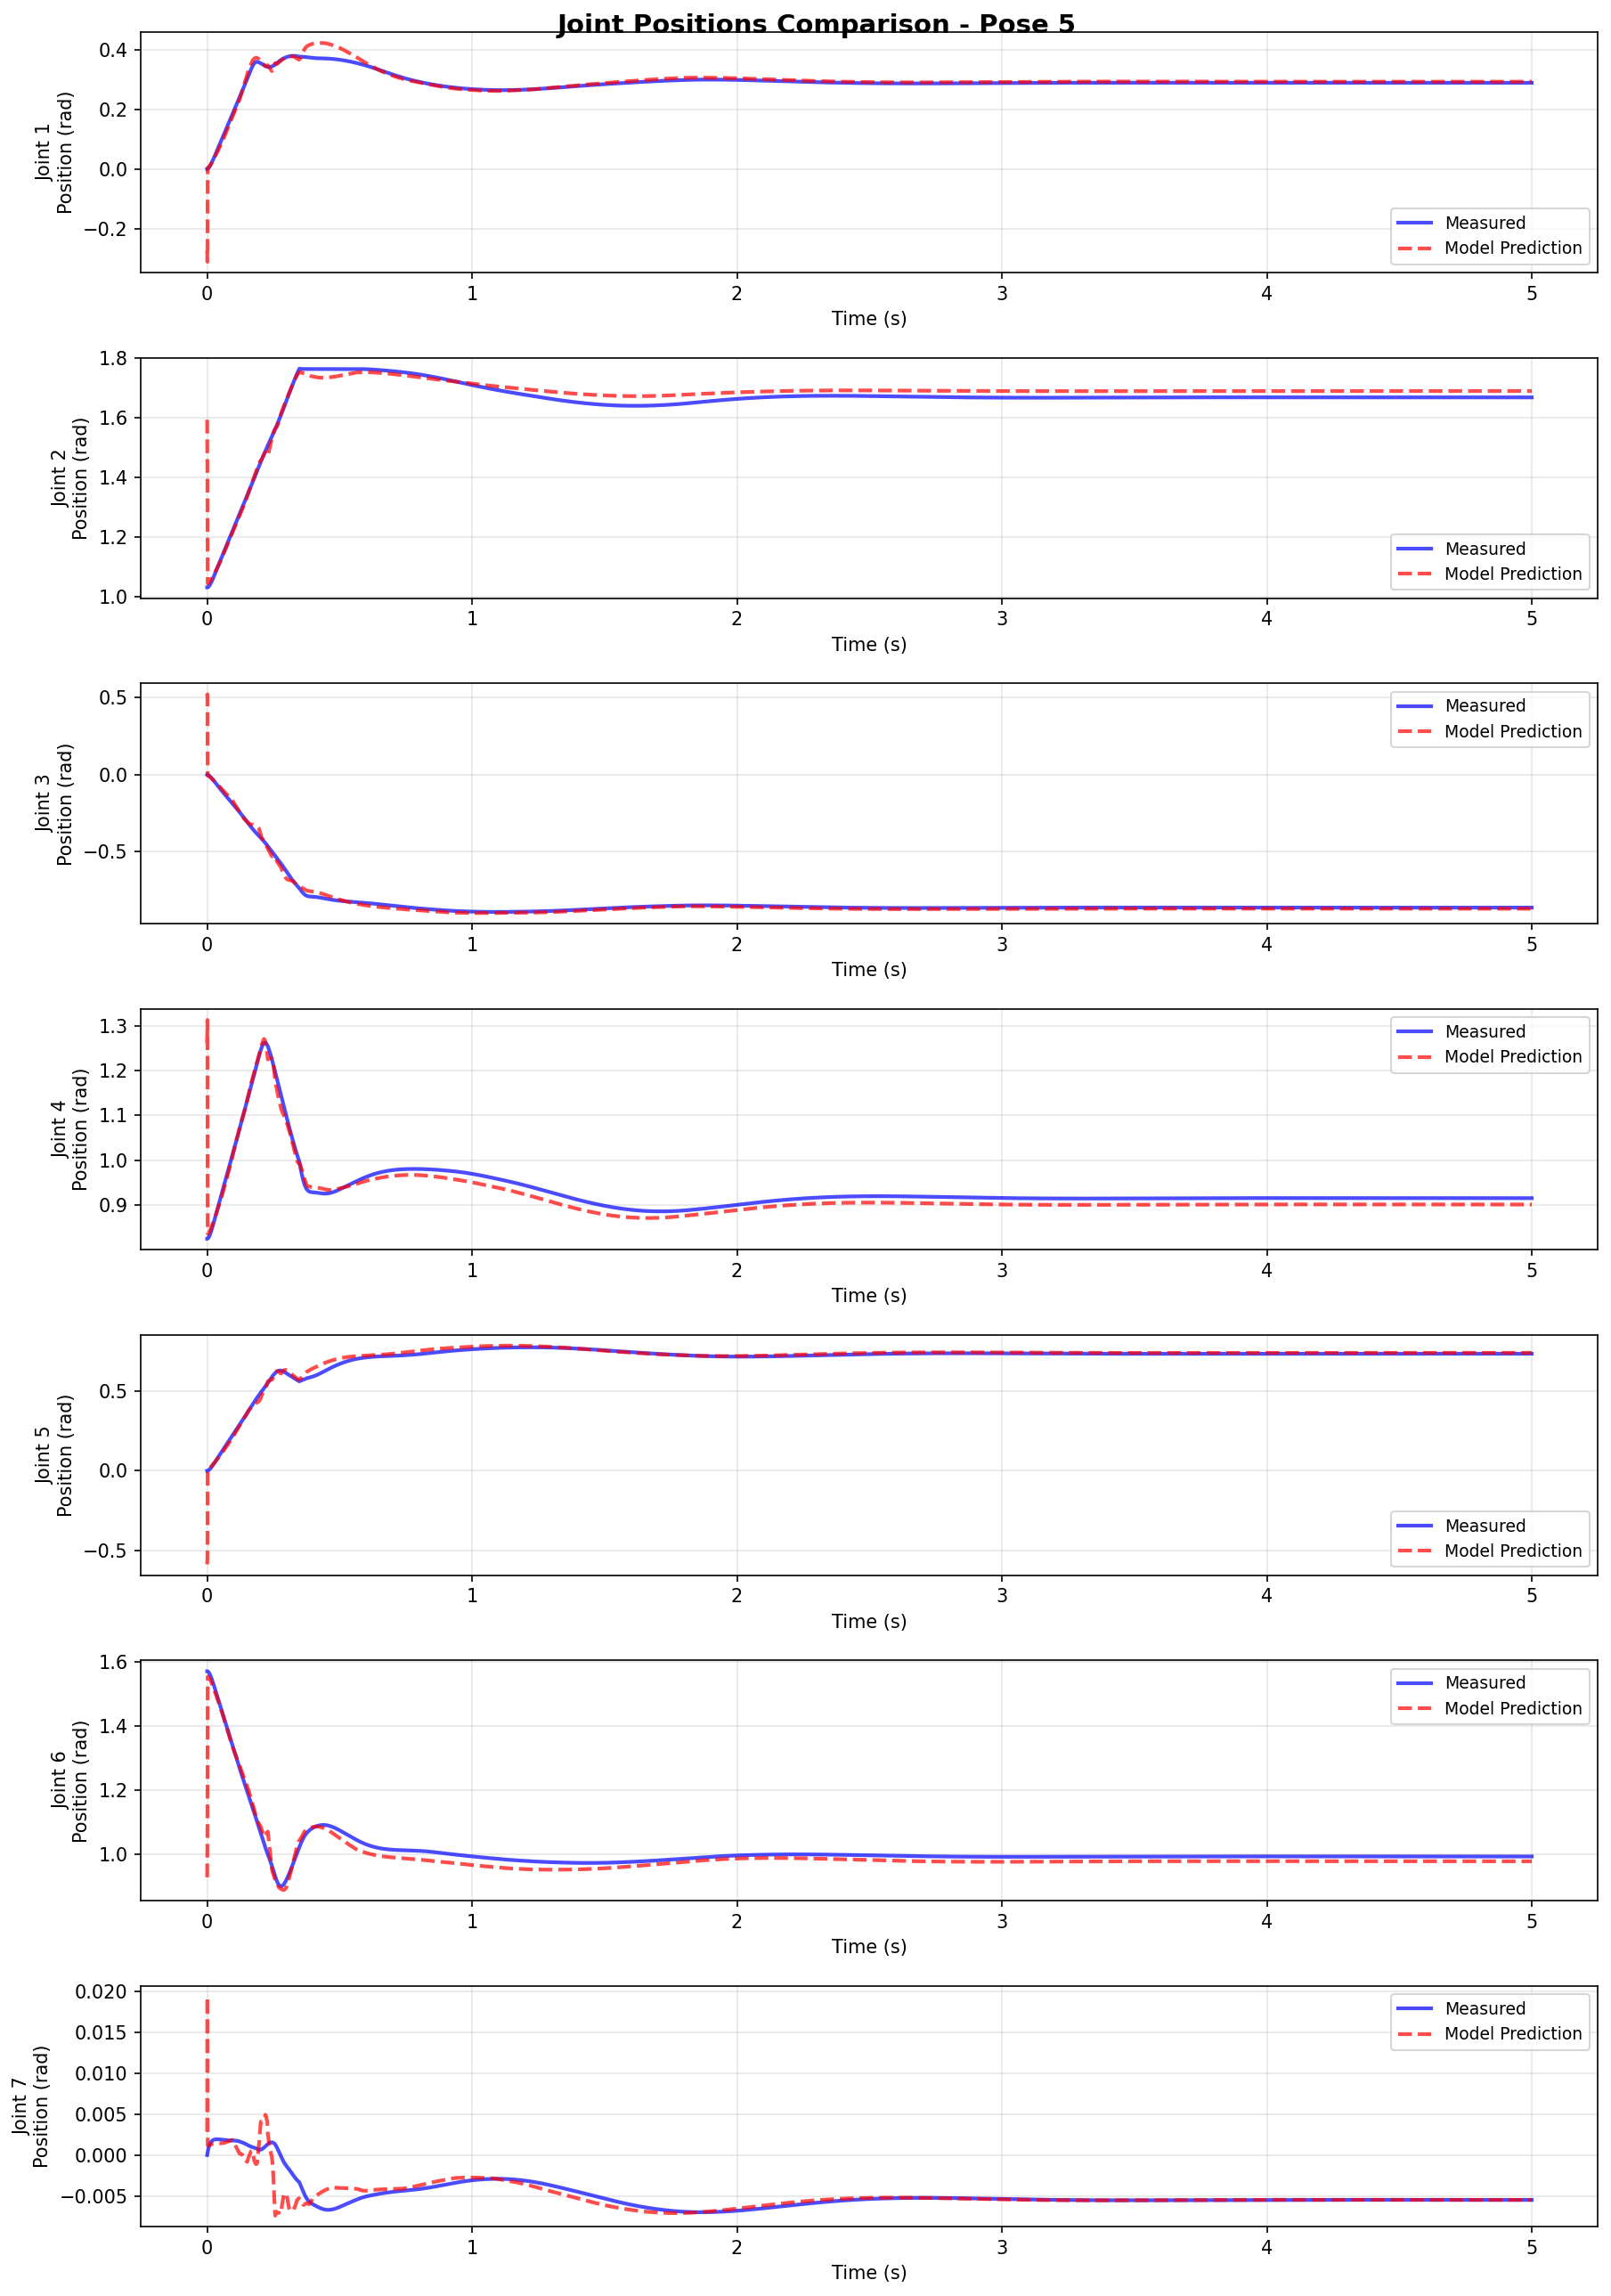 Joint Positions Comparison - Pose 5
Joint 1
Position (rad)
0.4
0.2
0.0
−0.2
Measured
Model Prediction
0 1 2 3 4 5
Time (s)
Joint 2
Position (rad)
1.8
1.6
1.4
1.2
1.0
Measured
Model Prediction
0 1 2 3 4 5
Time (s)
Joint 3
Position (rad)
0.5
0.0
−0.5
Measured
Model Prediction
0 1 2 3 4 5
Time (s)
Joint 4
Position (rad)
1.3
1.2
1.1
1.0
0.9
Measured
Model Prediction
0 1 2 3 4 5
Time (s)
Joint 5
Position (rad)
0.5
0.0
−0.5
Measured
Model Prediction
0 1 2 3 4 5
Time (s)
Joint 6
Position (rad)
1.6
1.4
1.2
1.0
Measured
Model Prediction
0 1 2 3 4 5
Time (s)
Joint 7
Position (rad)
0.020
0.015
0.010
0.005
0.000
−0.005
Measured
Model Prediction
0 1 2 3 4 5
Time (s)